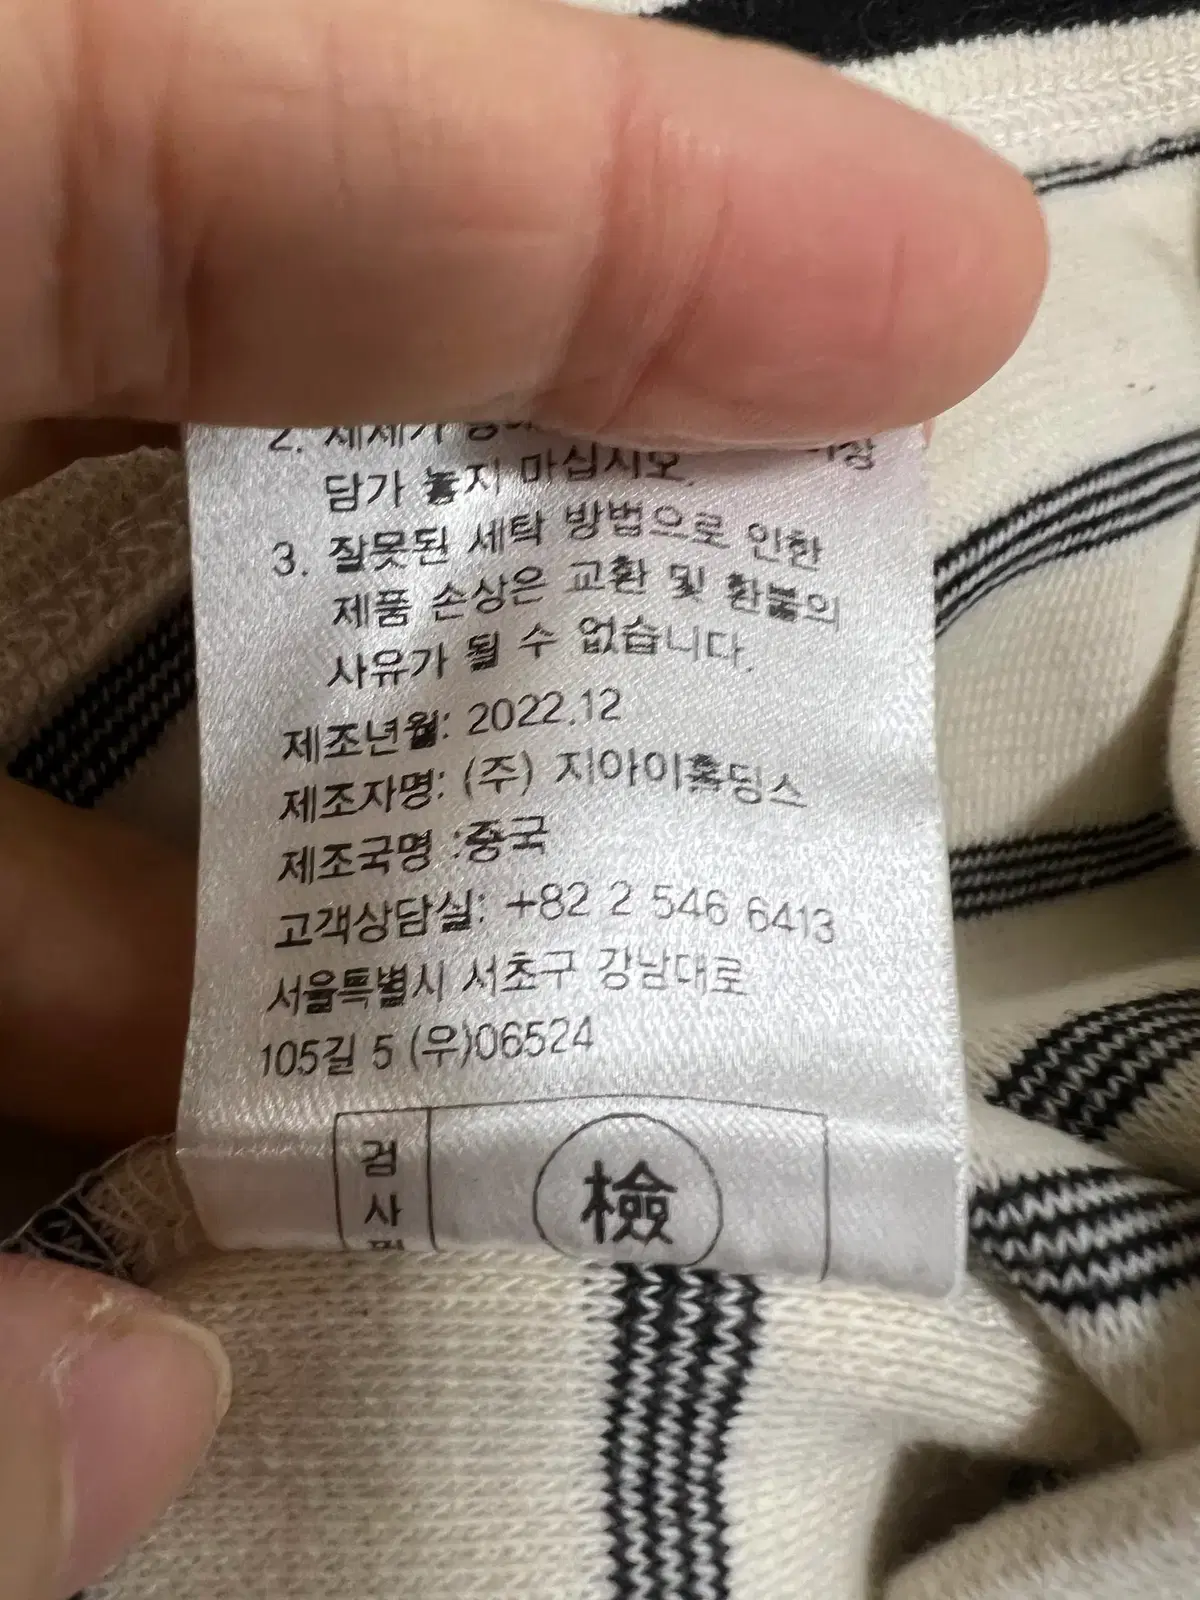 2.
담가 놓지 마십시오.
3. 잘못된 세탁 방법으로 인한
제품 손상은 교환 및 환불의
사유가 될 수 없습니다.
제조년월: 2022.12
제조자명: (주) 지아이홀딩스
제조국명 :중국
고객상담실: +82 2 546 6413
서울특별시 서초구 강남대로
105길 5 (우)06524
검사
檢